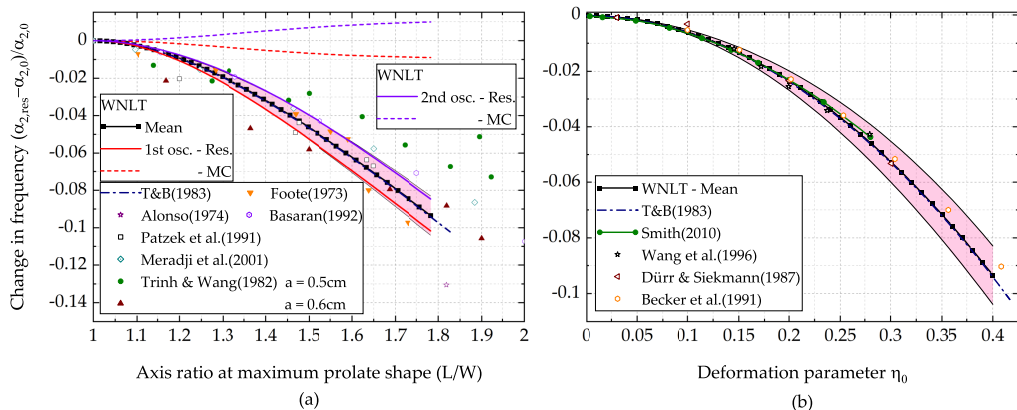 Change in frequency (α2,res−α2,0)/α2,0
0
-0.02
-0.04
-0.06
-0.08
-0.1
-0.12
-0.14
WNLT
Mean
1st osc. - Res.
- MC
2nd osc. - Res.
- MC
T&B(1983)
Foote(1973)
Alonso(1974)
Basaran(1992)
Patzek et al.(1991)
Meradji et al.(2001)
Trinh & Wang(1982)
a = 0.5cm
a = 0.6cm
1 1.1 1.2 1.3 1.4 1.5 1.6 1.7 1.8 1.9 2
Axis ratio at maximum prolate shape (L/W)
(a)
0
-0.02
-0.04
-0.06
-0.08
-0.1
WNLT - Mean
T&B(1983)
Smith(2010)
Wang et al.(1996)
Dürr & Siekmann(1987)
Becker et al.(1991)
0 0.05 0.1 0.15 0.2 0.25 0.3 0.35 0.4
Deformation parameter η0
(b)